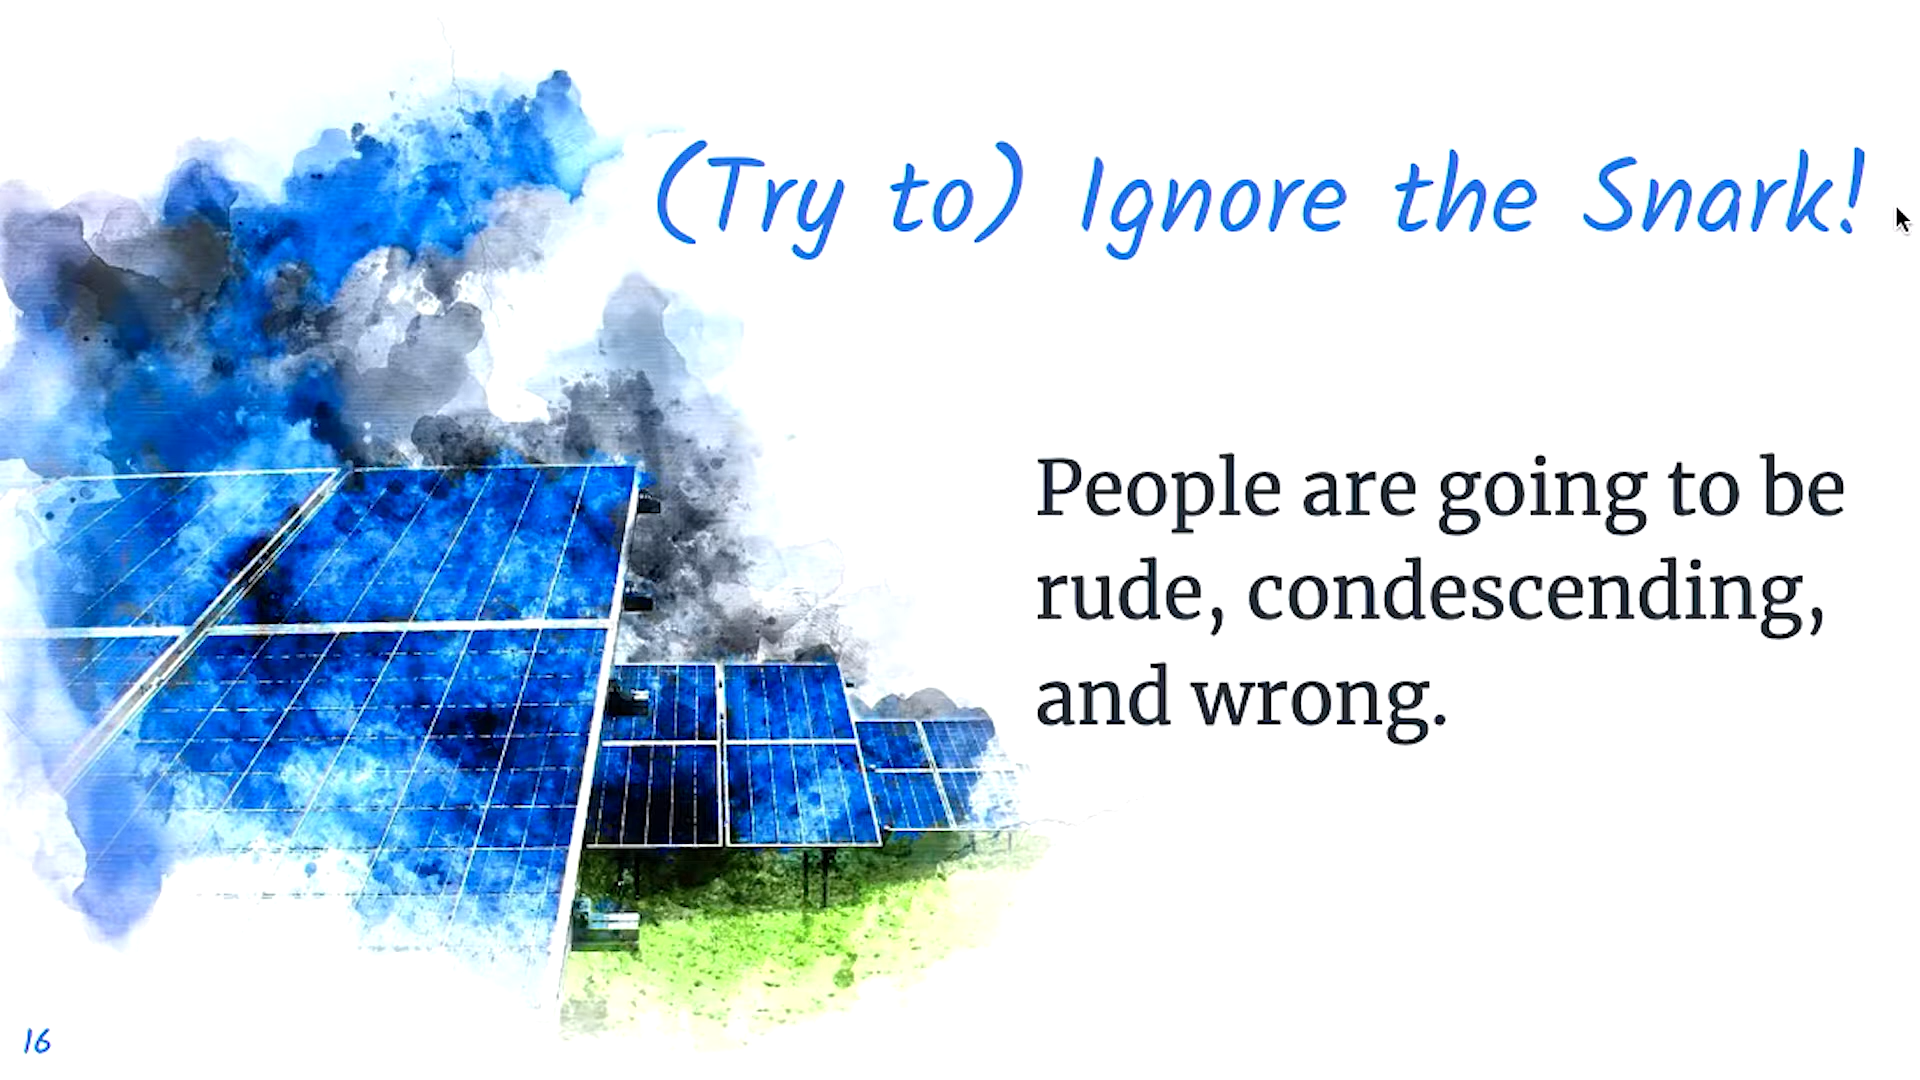 (Try to) Ignore the Snark!
People are going to be
rude, condescending,
and wrong.
16